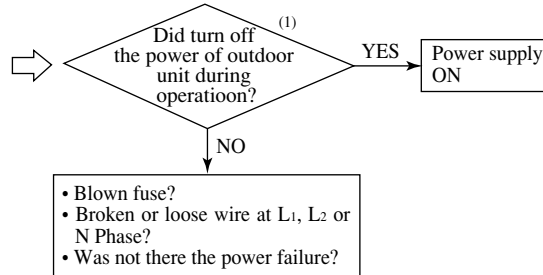 (1)
Did turn off
the power of outdoor
unit during
operatioon?
YES
Power supply
ON
NO
• Blown fuse?
• Broken or loose wire at L1, L2 or
N Phase?
• Was not there the power failure?